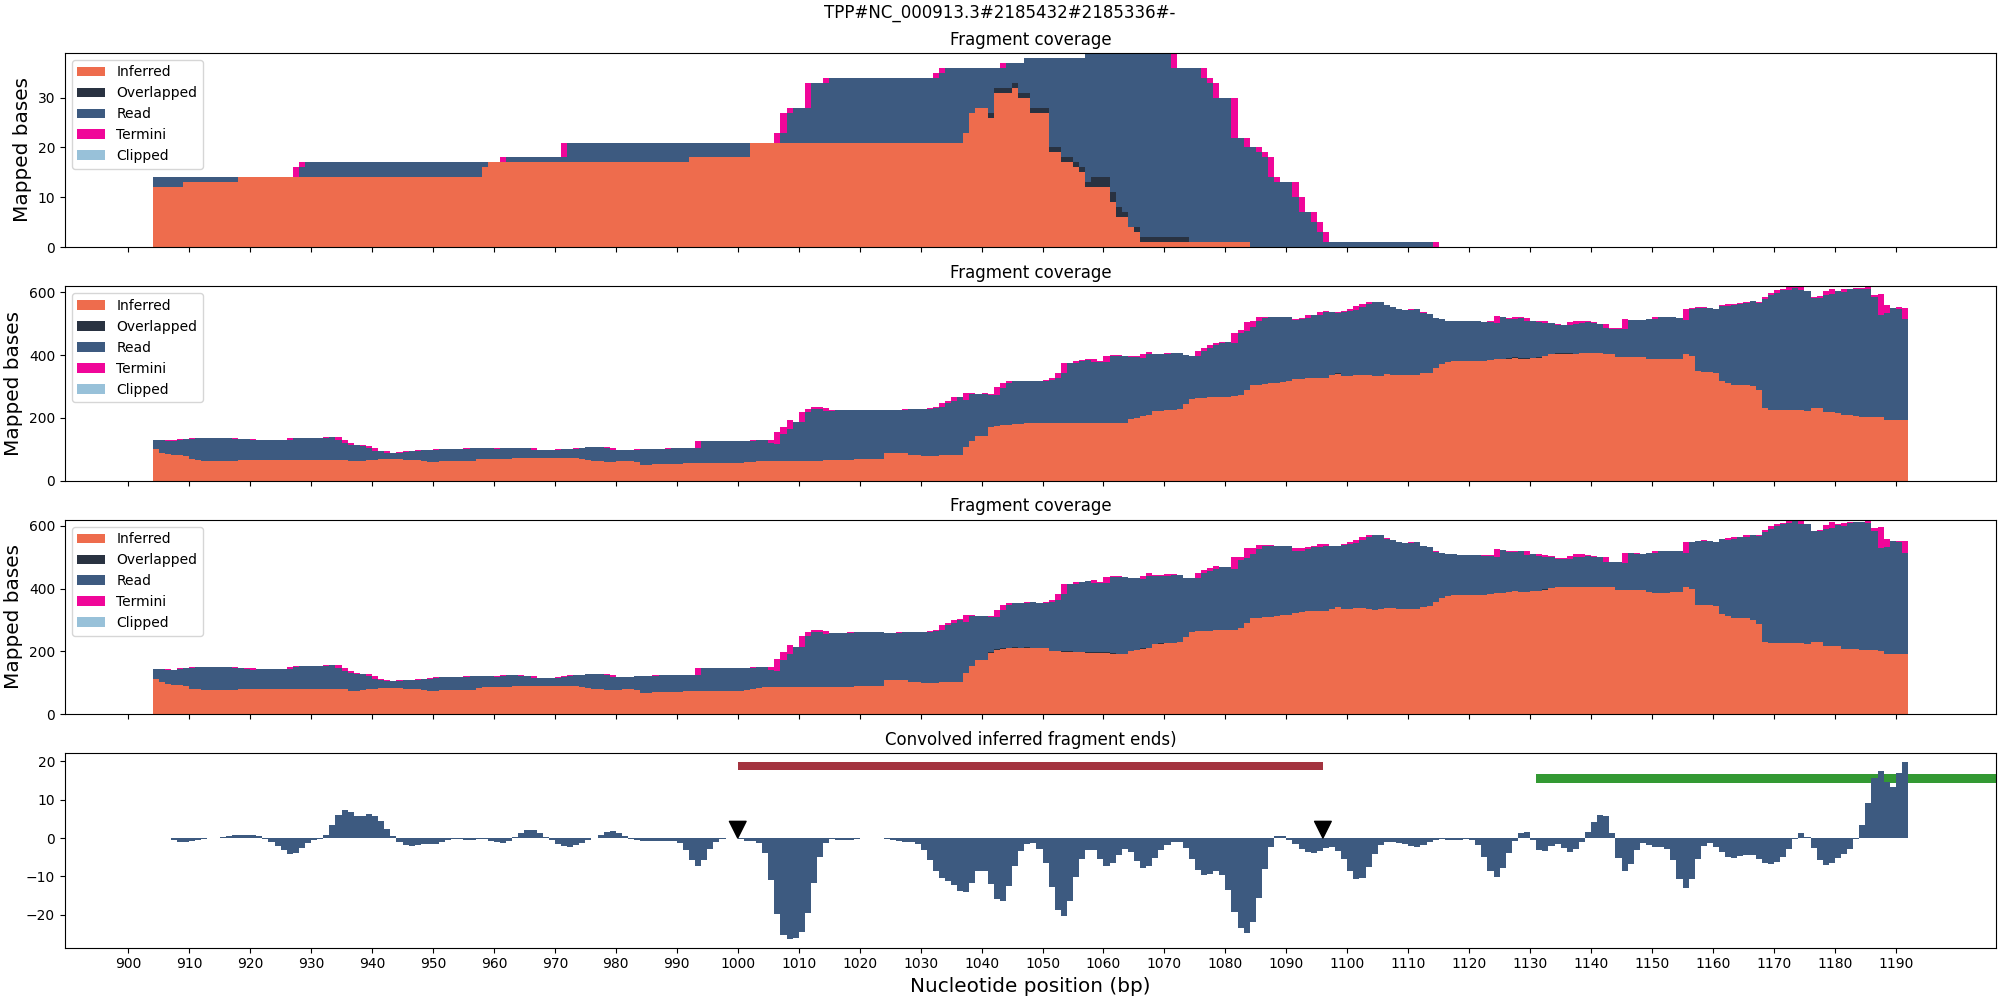 TPP#NC_000913.3#2185432#2185336#-
Fragment coverage
Mapped bases
30
20
10
0
Inferred
Overlapped
Read
Termini
Clipped
Fragment coverage
Mapped bases
600
400
200
0
Inferred
Overlapped
Read
Termini
Clipped
Fragment coverage
Mapped bases
600
400
200
0
Inferred
Overlapped
Read
Termini
Clipped
Convolved inferred fragment ends)
20
10
0
−10
−20
900 910 920 930 940 950 960 970 980 990 1000 1010 1020 1030 1040 1050 1060 1070 1080 1090 1100 1110 1120 1130 1140 1150 1160 1170 1180 1190
Nucleotide position (bp)